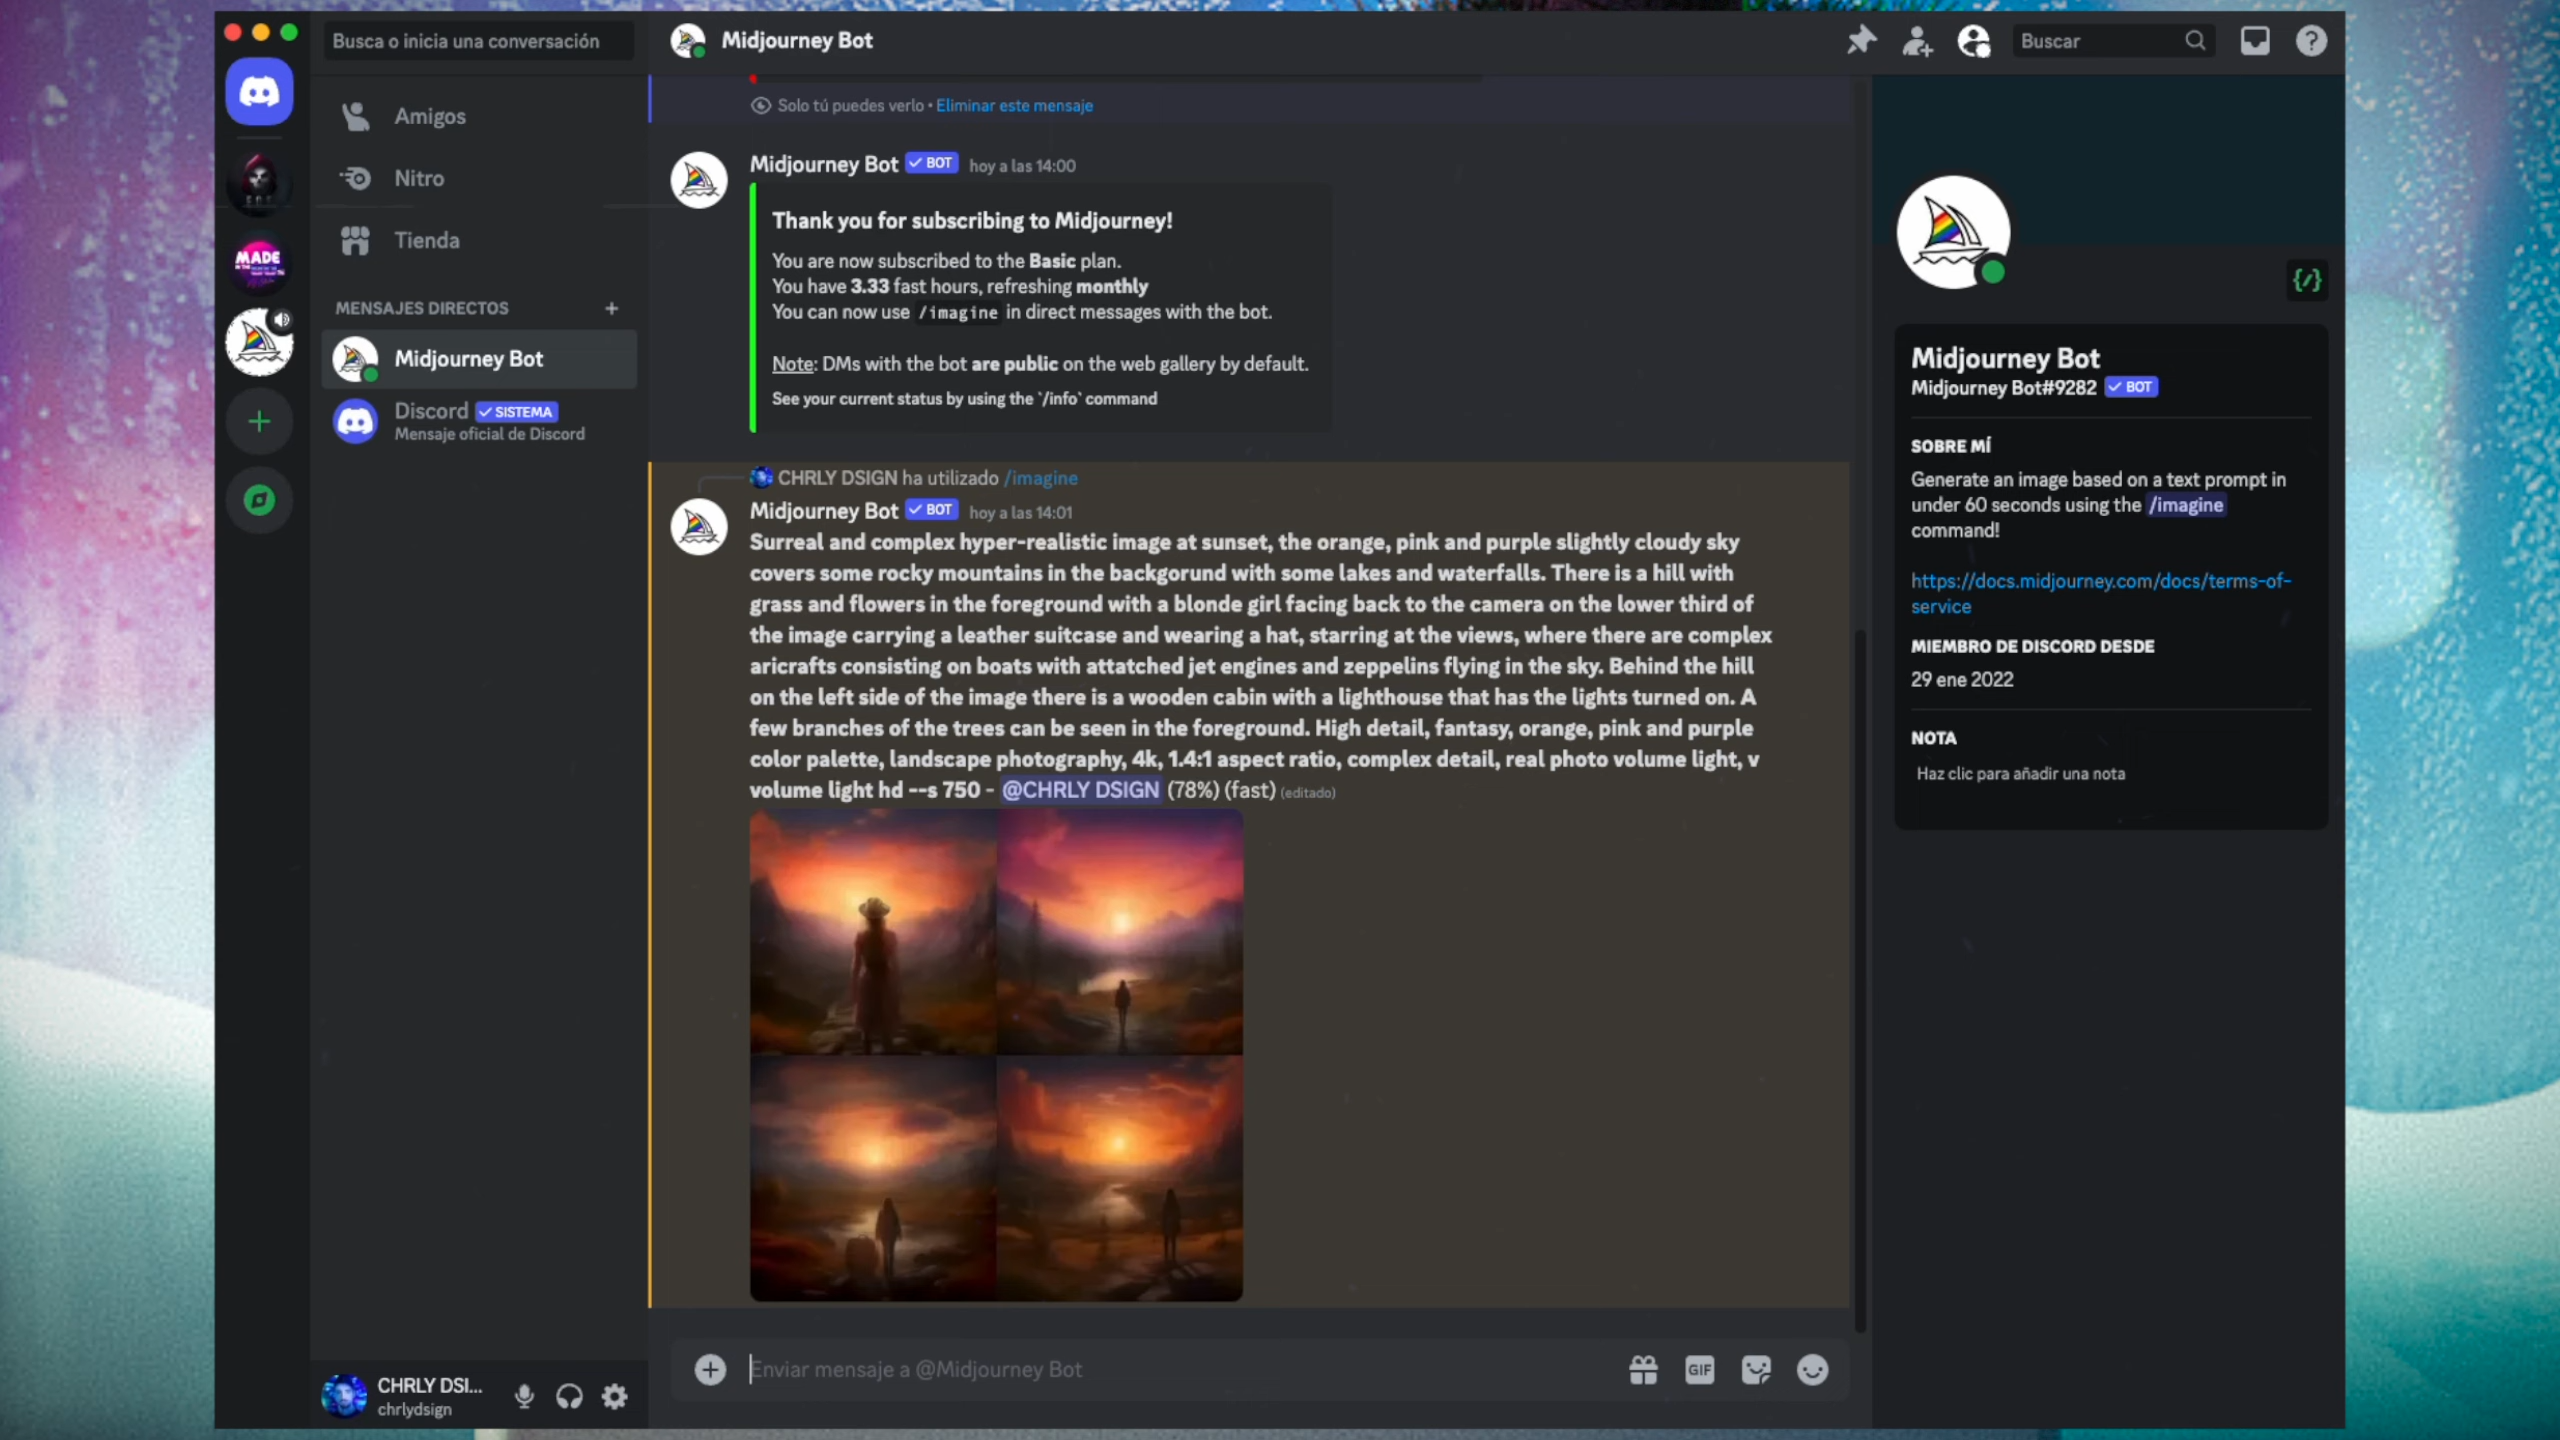 Busca o inicia una conversación
Amigos
Nitro
Tienda
MENSAJES DIRECTOS
Midjourney Bot
Discord SISTEMA
Mensaje oficial de Discord
MADE
CHRLY DSI...
chrlydsign
Midjourney Bot
Buscar
Solo tú puedes verlo • Eliminar este mensaje
Midjourney Bot BOT hoy a las 14:00
Thank you for subscribing to Midjourney!
You are now subscribed to the Basic plan.
You have 3.33 fast hours, refreshing monthly
You can now use /imagine in direct messages with the bot.
Note: DMs with the bot are public on the web gallery by default.
See your current status by using the `/info` command
CHRLY DSIGN ha utilizado /imagine
Midjourney Bot BOT hoy a las 14:01
Surreal and complex hyper-realistic image at sunset, the orange, pink and purple slightly cloudy sky
covers some rocky mountains in the backgorund with some lakes and waterfalls. There is a hill with
grass and flowers in the foreground with a blonde girl facing back to the camera on the lower third of
the image carrying a leather suitcase and wearing a hat, starring at the views, where there are complex
aricrafts consisting on boats with attatched jet engines and zeppelins flying in the sky. Behind the hill
on the left side of the image there is a wooden cabin with a lighthouse that has the lights turned on. A
few branches of the trees can be seen in the foreground. High detail, fantasy, orange, pink and purple
color palette, landscape photography, 4k, 1.4:1 aspect ratio, complex detail, real photo volume light, v
volume light hd --s 750 - @CHRLY DSIGN (78%) (fast) (editado)
Enviar mensaje a @Midjourney Bot
GIF
Midjourney Bot
Midjourney Bot#9282 BOT
SOBRE MÍ
Generate an image based on a text prompt in
under 60 seconds using the /imagine
command!
https://docs.midjourney.com/docs/terms-of-
service
MIEMBRO DE DISCORD DESDE
29 ene 2022
NOTA
Haz clic para añadir una nota